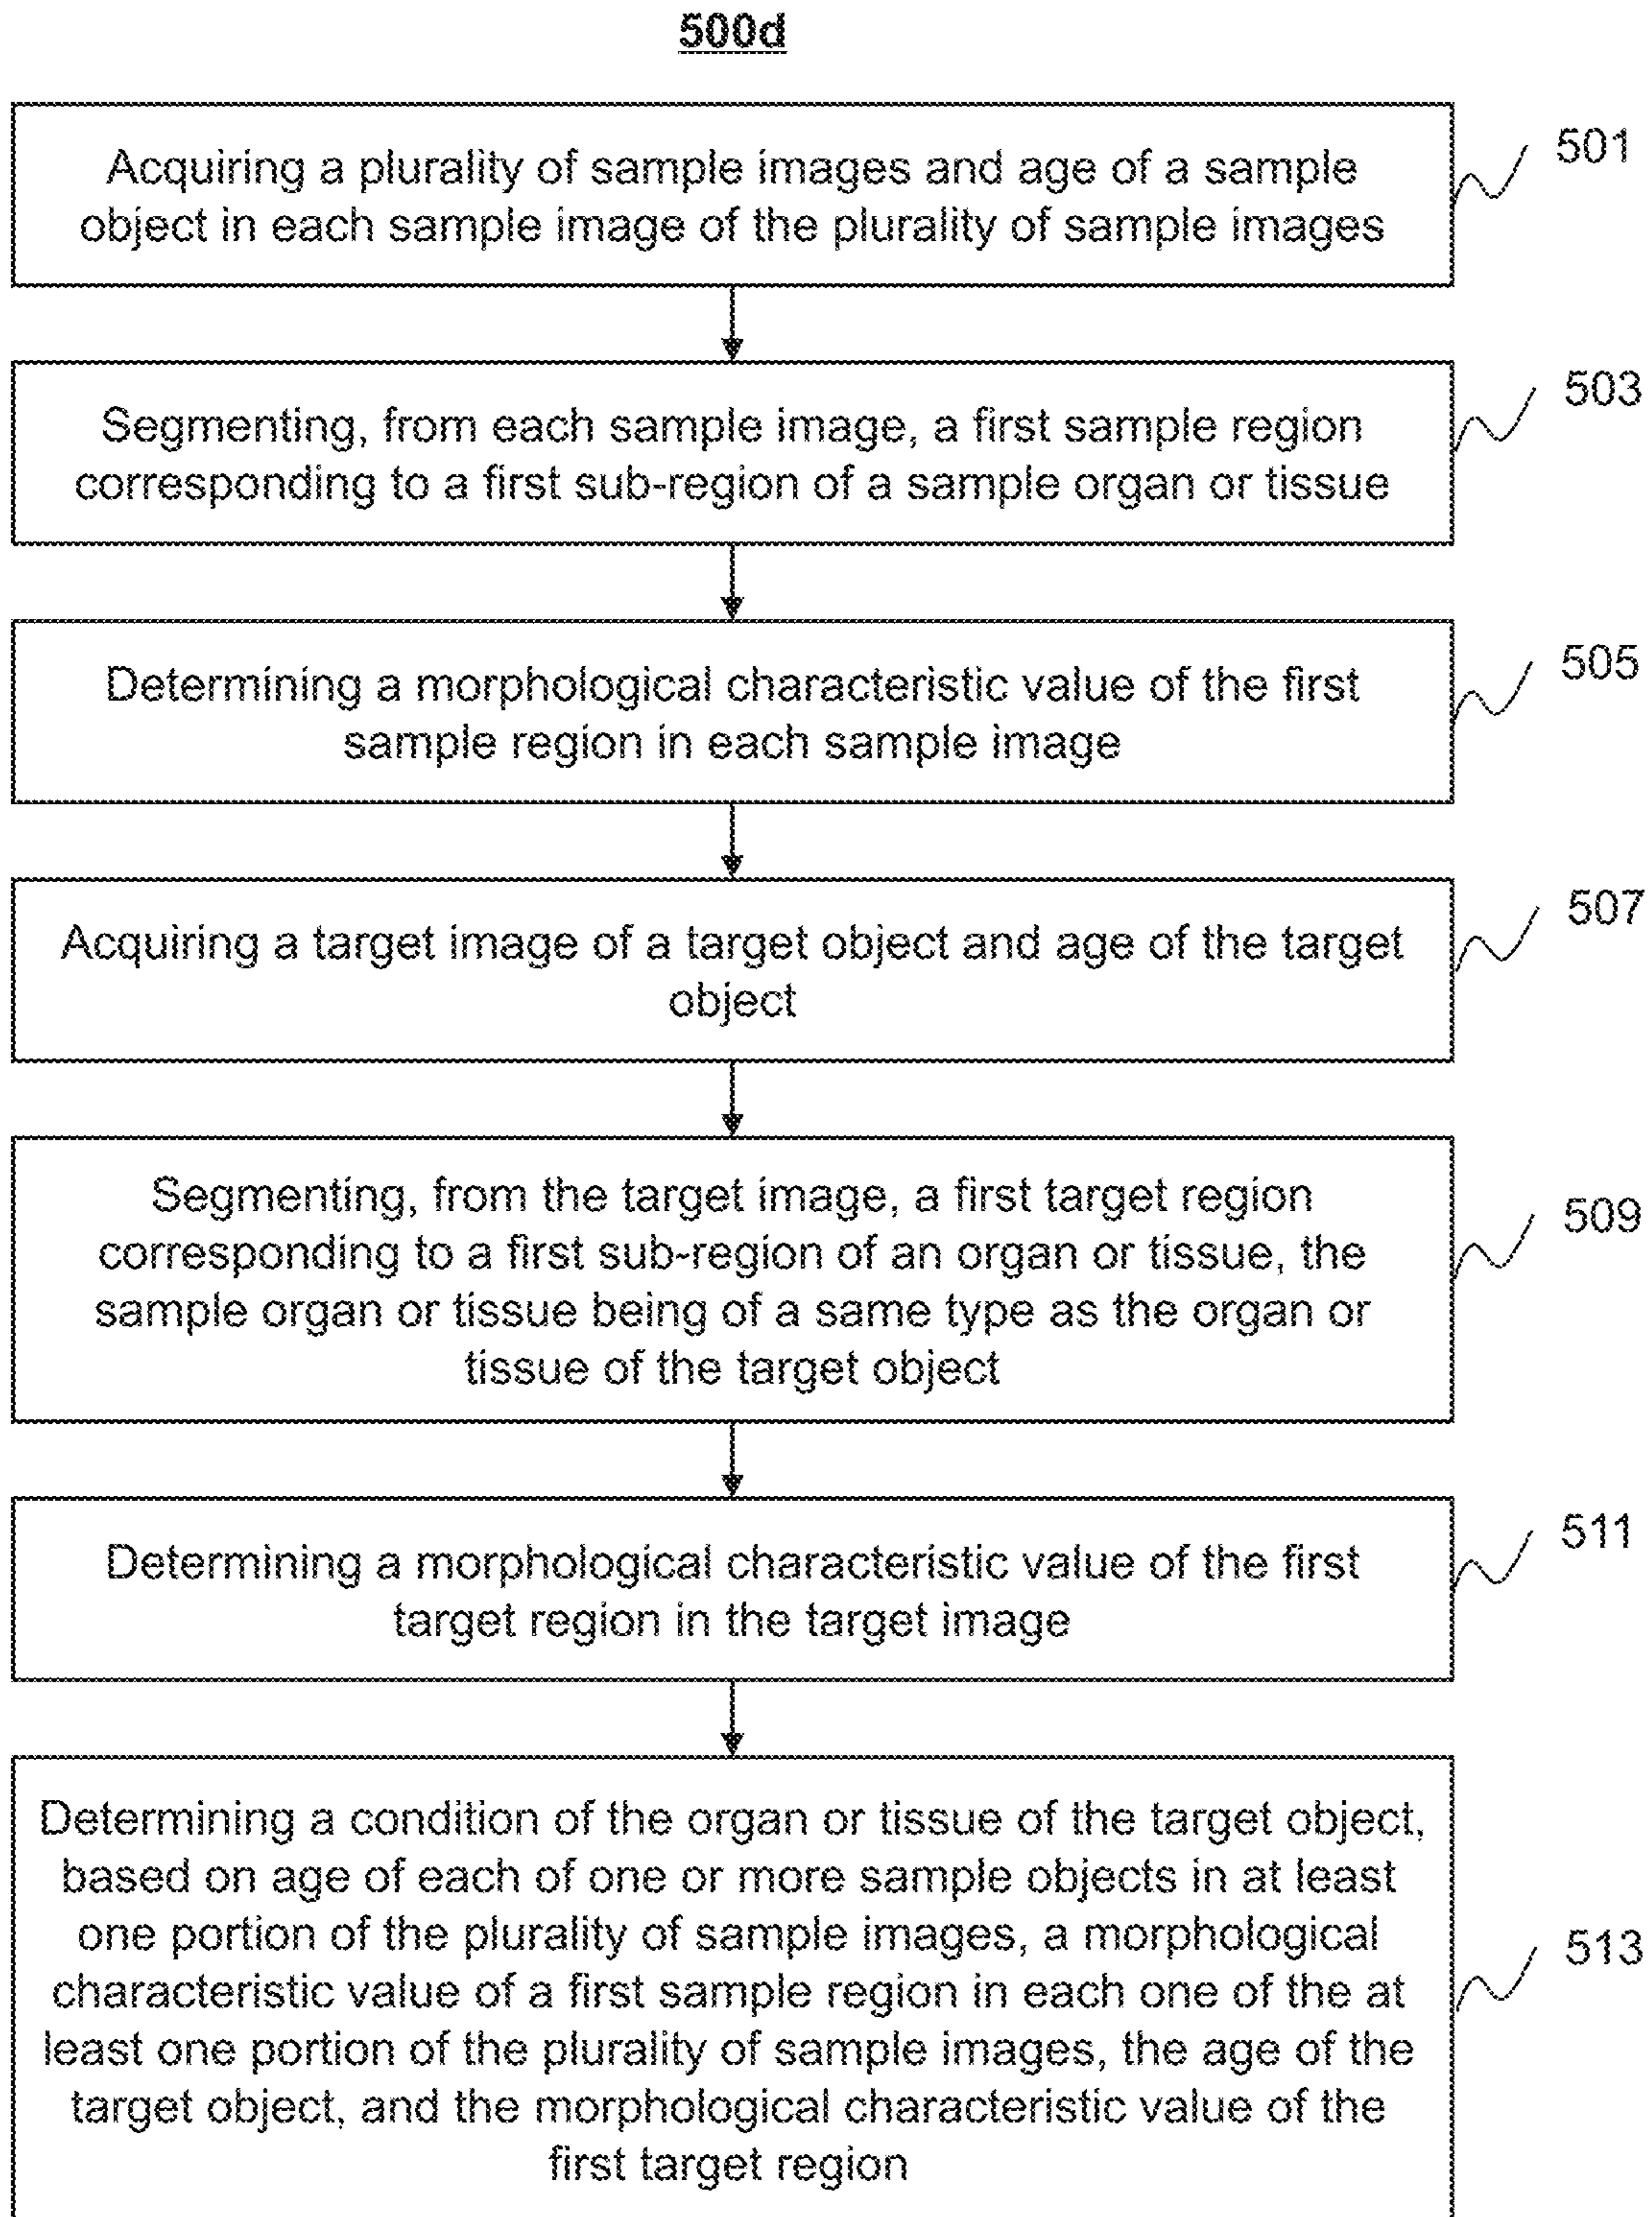 500d
Acquiring a plurality of sample images and age of a sample
object in each sample image of the plurality of sample images
501
Segmenting, from each sample image, a first sample region
corresponding to a first sub-region of a sample organ or tissue
503
Determining a morphological characteristic value of the first
sample region in each sample image
505
Acquiring a target image of a target object and age of the target
object
507
Segmenting, from the target image, a first target region
corresponding to a first sub-region of an organ or tissue, the
sample organ or tissue being of a same type as the organ or
tissue of the target object
509
Determining a morphological characteristic value of the first
target region in the target image
511
Determining a condition of the organ or tissue of the target object,
based on age of each of one or more sample objects in at least
one portion of the plurality of sample images, a morphological
characteristic value of a first sample region in each one of the at
least one portion of the plurality of sample images, the age of the
target object, and the morphological characteristic value of the
first target region
513